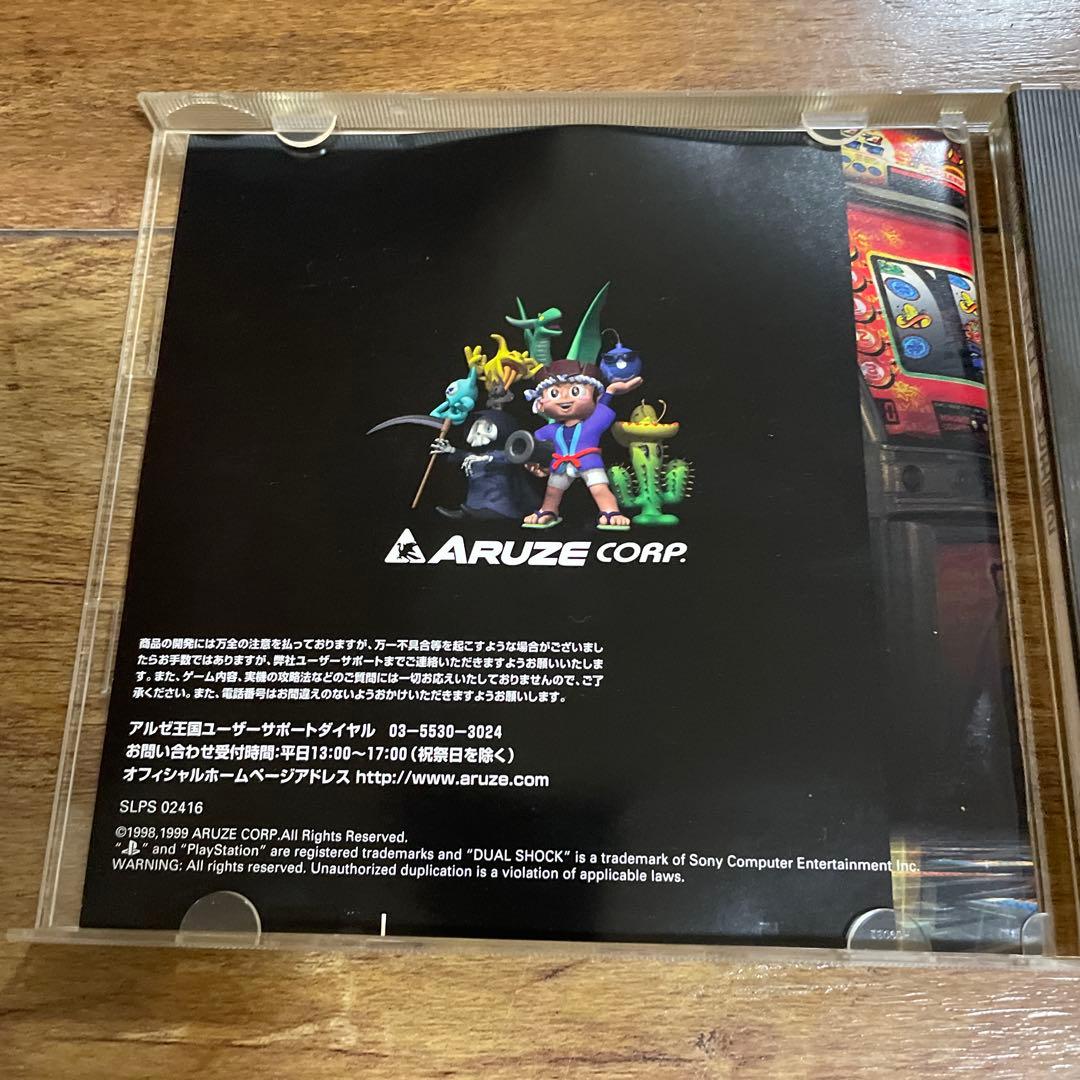 ARUZE CORP.
商品の開発には万全の注意を払っておりますが、万一不具合等を起こすような場合がございまし
たらお手数ではありますが、弊社ユーザーサポートまでご連絡いただきますようお願いいたしま
す。また、ゲーム内容、実機の攻略法などのご質問には一切お応えいたしておりませんので、ご了
承ください。また、電話番号はお間違えのないようおかけいただきますようお願いします。
アルゼ王国ユーザーサポートダイヤル 03-5530-3024
お問い合わせ受付時間:平日13:00〜17:00(祝祭日を除く)
オフィシャルホームページアドレス http://www.aruze.com
SLPS 02416
©1998,1999 ARUZE CORP.All Rights Reserved.
" " and "PlayStation" are registered trademarks and "DUAL SHOCK" is a trademark of Sony Computer Entertainment Inc.
WARNING: All rights reserved. Unauthorized duplication is a violation of applicable laws.